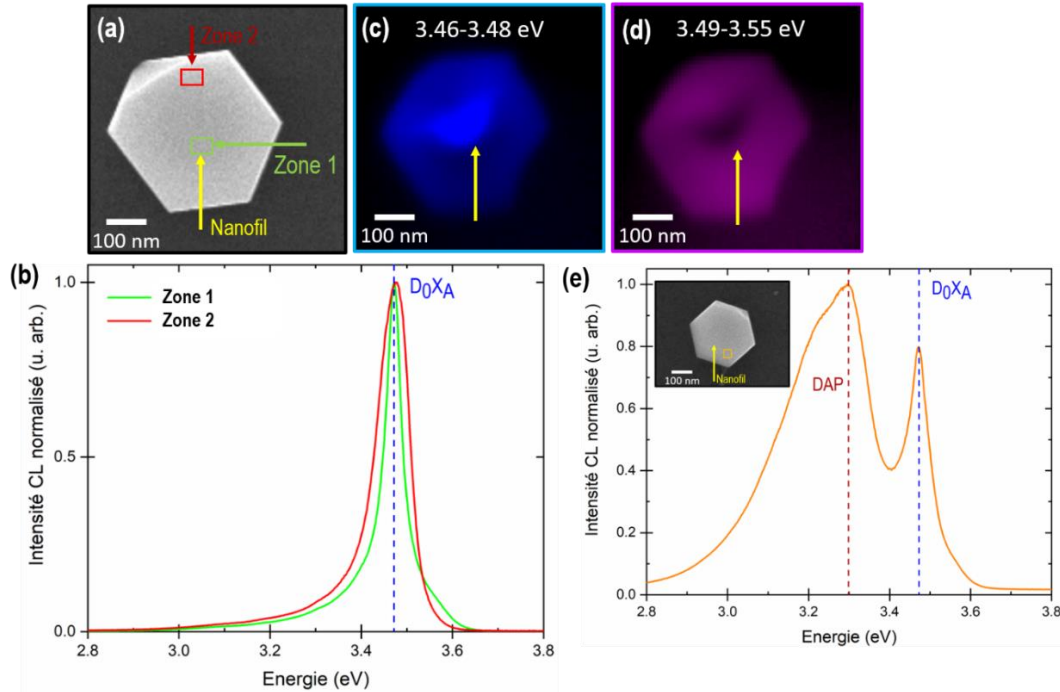 (a)
Zone 2
Zone 1
Nanofil
100 nm
(c)
3.46-3.48 eV
100 nm
(d)
3.49-3.55 eV
100 nm
(b)
D₀X_A
1.0
0.5
0.0
Zone 1
Zone 2
Intensité CL normalisé (u. arb.)
2.8 3.0 3.2 3.4 3.6 3.8
Energie (eV)
(e)
D₀X_A
DAP
Nanofil
100 nm
1.0
0.8
0.6
0.4
0.2
0.0
Intensité CL normalisé (u. arb.)
2.8 3.0 3.2 3.4 3.6 3.8
Energie (eV)